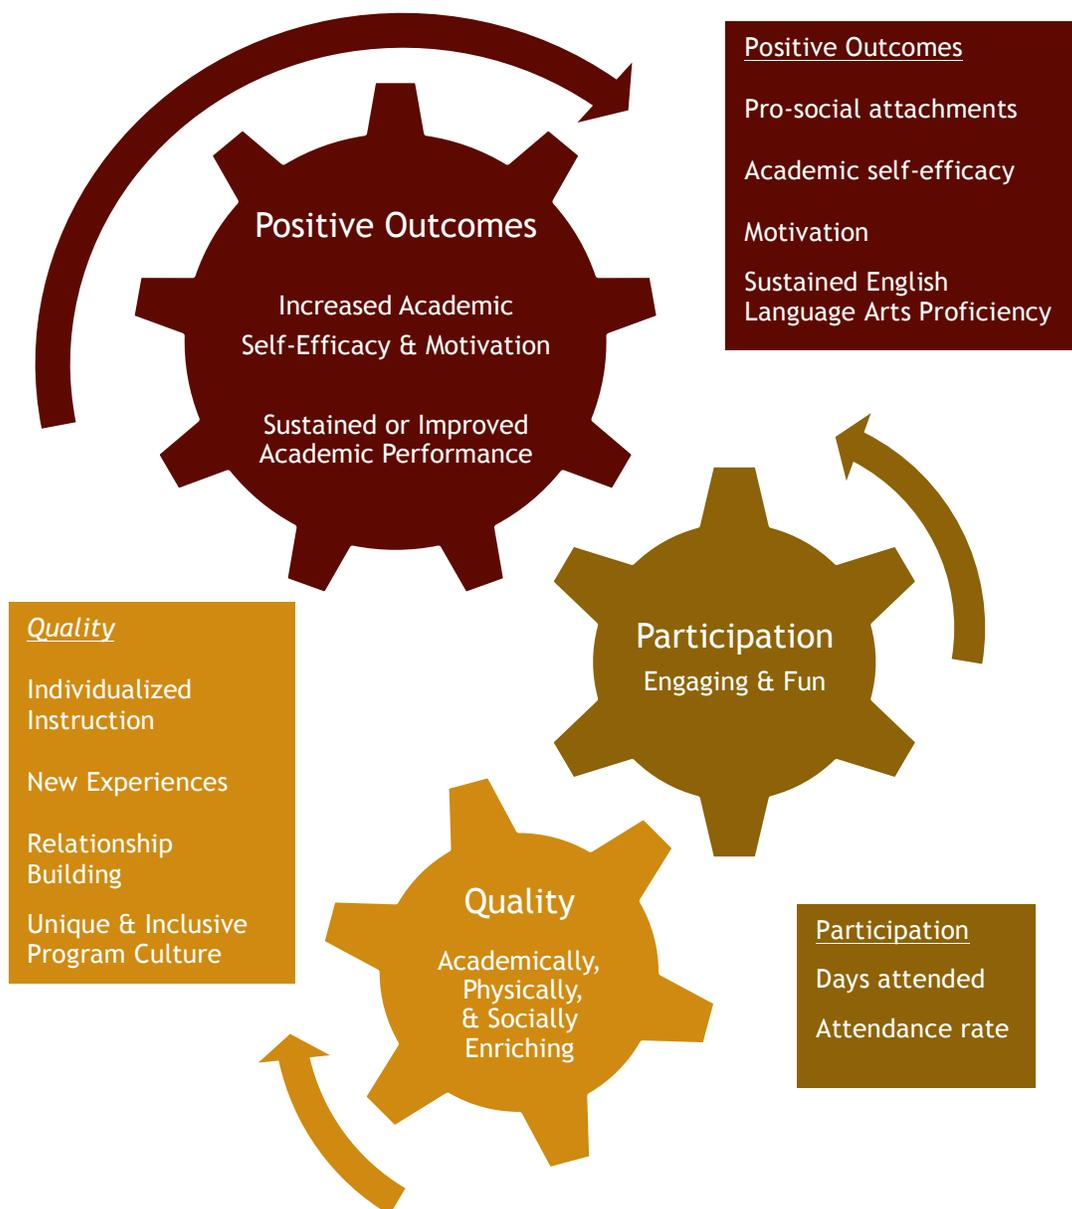 Positive Outcomes
Pro-social attachments
Academic self-efficacy
Motivation
Sustained English
Language Arts Proficiency
Positive Outcomes
Increased Academic
Self-Efficacy & Motivation
Sustained or Improved
Academic Performance
Participation
Engaging & Fun
Quality
Individualized
Instruction
New Experiences
Relationship
Building
Unique & Inclusive
Program Culture
Quality
Academically,
Physically,
& Socially
Enriching
Participation
Days attended
Attendance rate